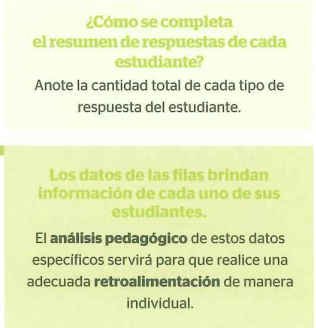 ¿Cómo se completa
el resumen de respuestas de cada
estudiante?
Anote la cantidad total de cada tipo de
respuesta del estudiante.
Los datos de las filas brindan
información de cada uno de sus
estudiantes.
El análisis pedagógico de estos datos
específicos servirá para que realice una
adecuada retroalimentación de manera
individual.